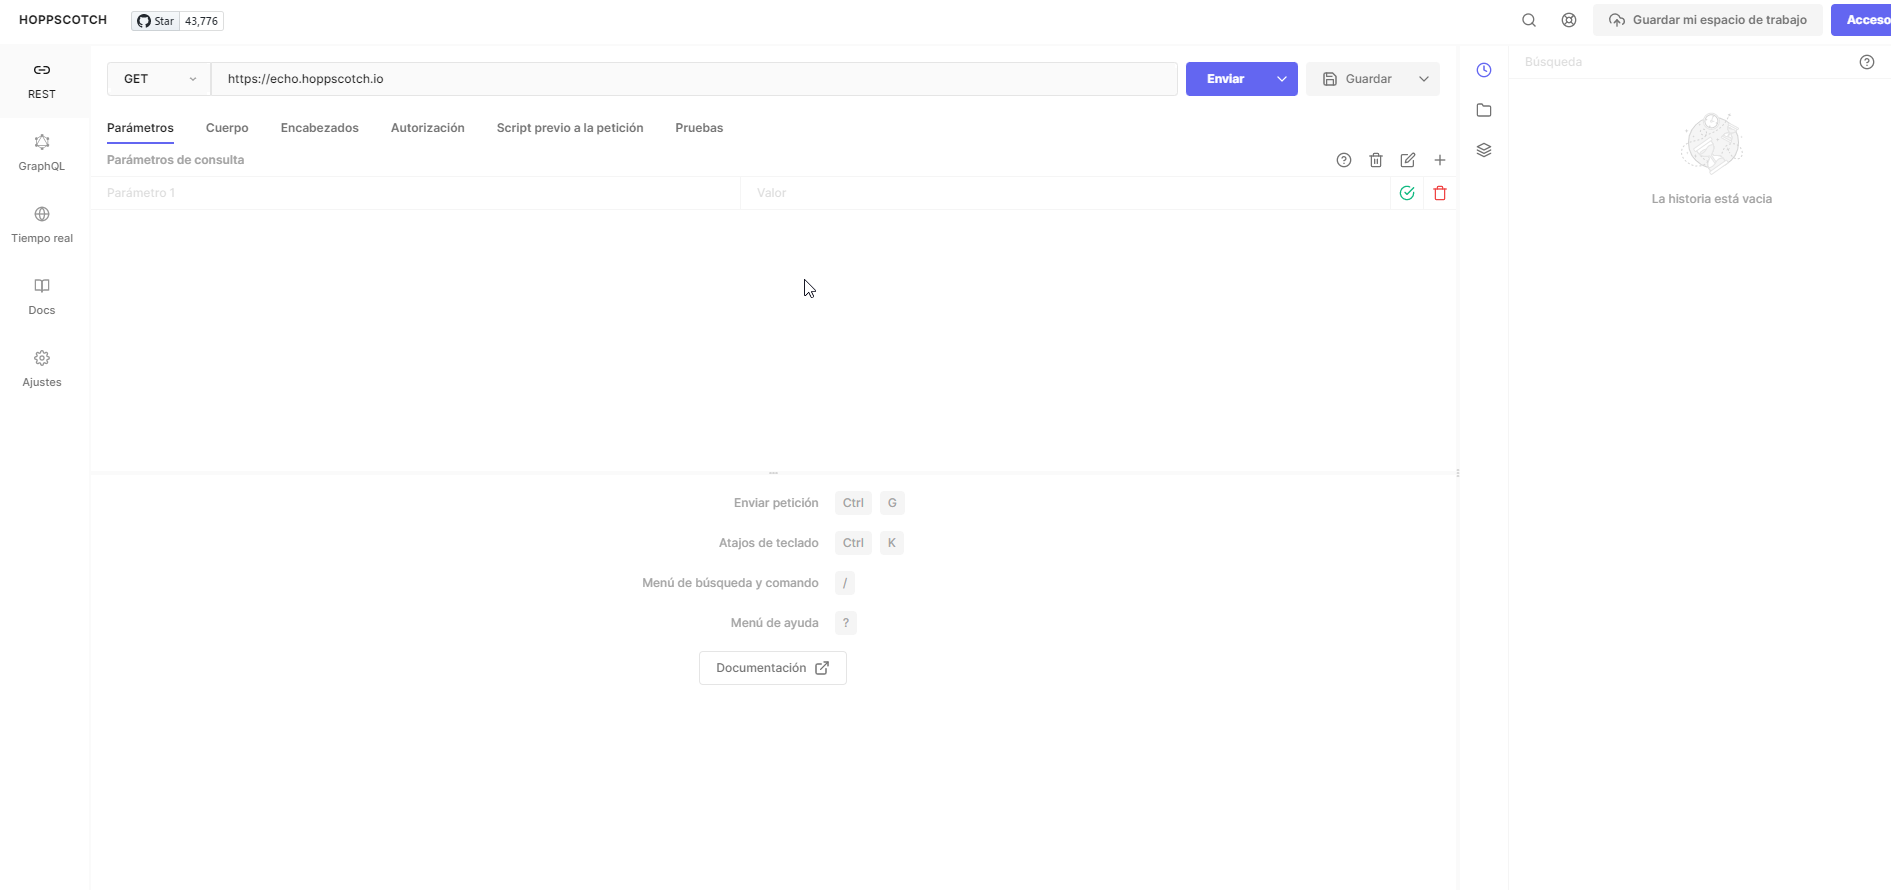 HOPPSCOTCH
Star 43,776
Guardar mi espacio de trabajo
Acceso
REST
GraphQL
Tiempo real
Docs
Ajustes
GET https://echo.hoppscotch.io
Enviar
Guardar
Parámetros Cuerpo Encabezados Autorización Script previo a la petición Pruebas
Parámetros de consulta
Parámetro 1 Valor
Enviar petición Ctrl G
Atajos de teclado Ctrl K
Menú de búsqueda y comando /
Menú de ayuda ?
Documentación
Búsqueda
La historia está vacia